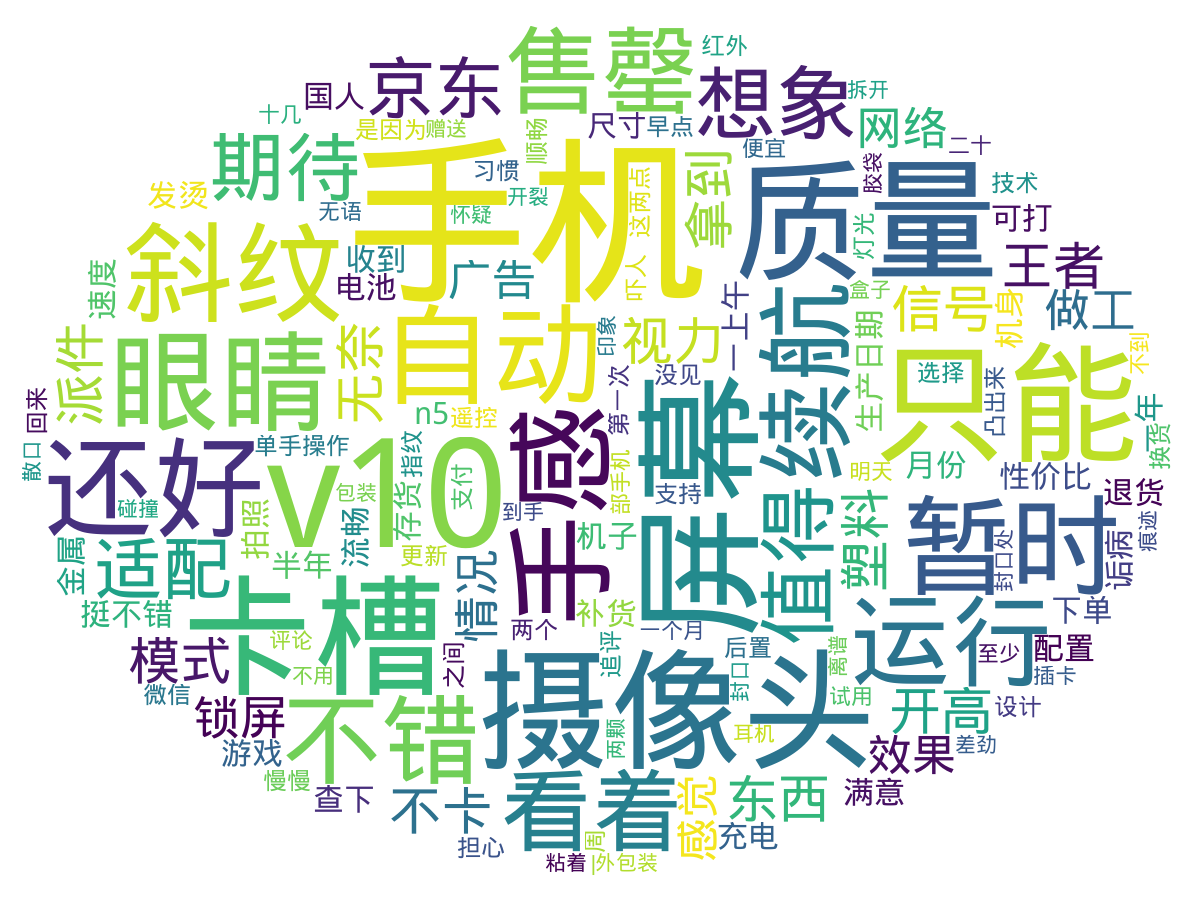 售罄
红外
京东
想象
国人
拆开
十几
是因为
赠送
顺畅
尺寸
早点
网络
期待
手机
便宜
二十
习惯
拿到
质量
胶袋
技术
发烫
无语
怀疑
开裂
这两点
灯光
可打
斜纹
收到
电池
广告
吓人
王者
速度
自动
视力
一上午
续航
盒子
信号
机身
做工
派件
眼睛
无奈
印象
生产日期
只能
不到
没见
选择
第一次
屏幕
凸出来
回来
n5
遥控
手感
年
散口
还好
单手操作
v10
指纹
换货
明天
月份
性价比
包装
支付
存货
部手机
支持
碰撞
到手
值得
塑料
暂时
退货
痕迹
拍照
流畅
机子
金属
适配
半年
更新
封口处
诟病
情况
挺不错
卡槽
补货
两个
一个月
运行
下单
模式
评论
之间
追评
后置
离谱
至少
配置
微信
不用
摄像头
封口
插卡
锁屏
不错
试用
开高
设计
游戏
两颗
耳机
效果
差劲
慢慢
看着
查下
不卡
感觉
东西
满意
担心
周
充电
粘着
|外包装